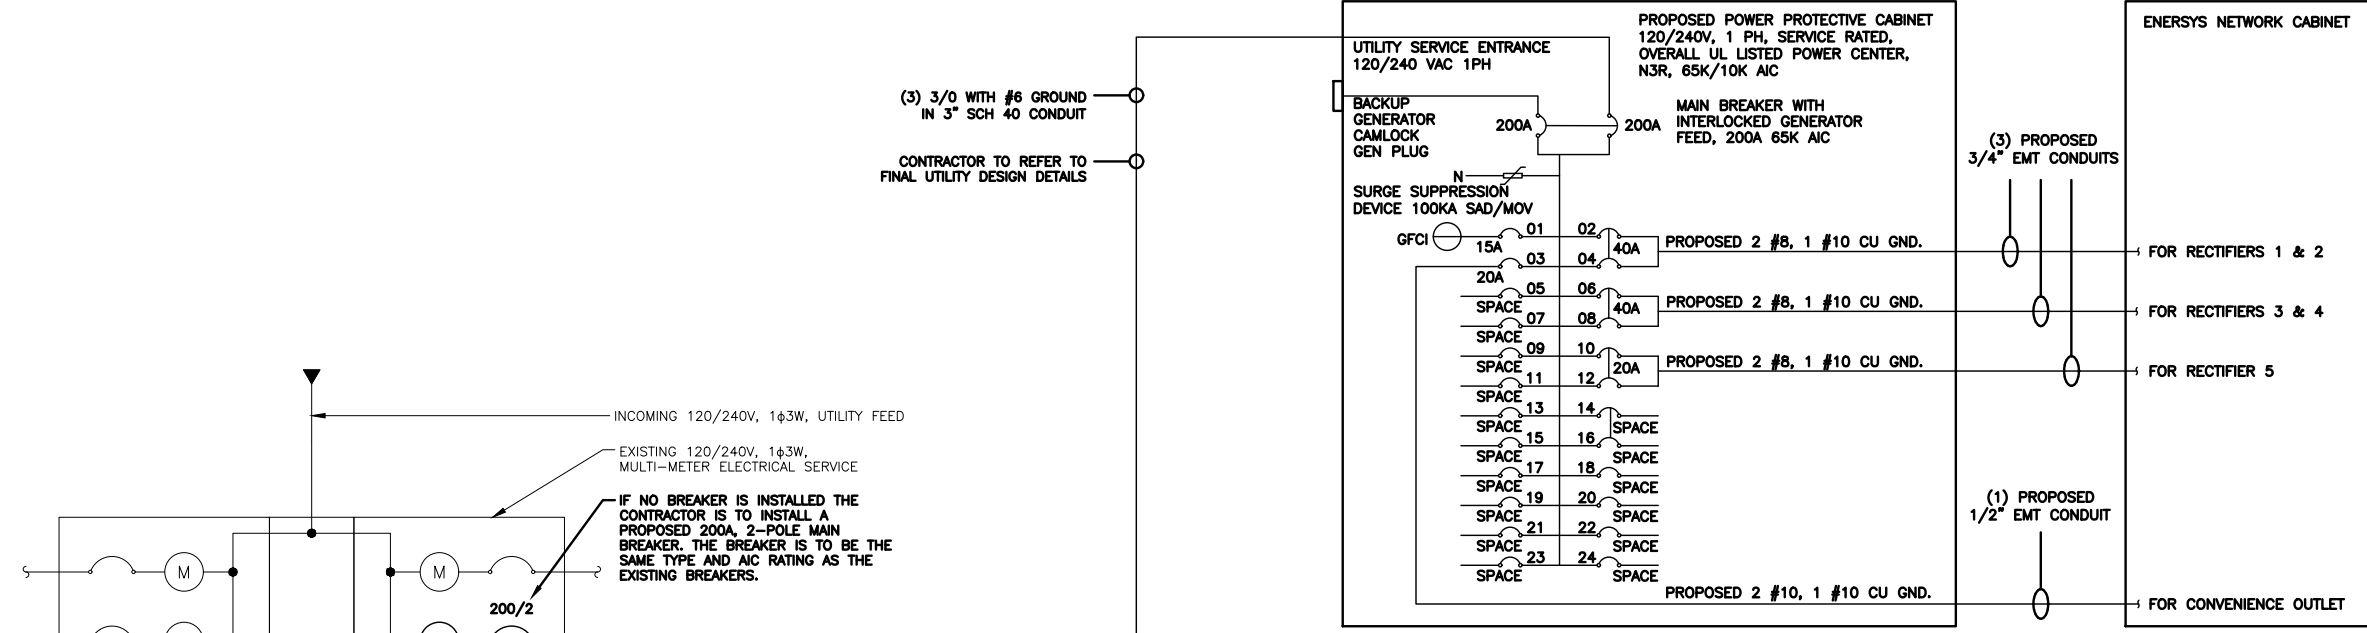 PROPOSED POWER PROTECTIVE CABINET
120/240V, 1 PH, SERVICE RATED,
OVERALL UL LISTED POWER CENTER,
N3R, 65K/10K AIC
ENERSYS NETWORK CABINET
UTILITY SERVICE ENTRANCE
120/240 VAC 1PH
(3) 3/0 WITH #6 GROUND
IN 3" SCH 40 CONDUIT
CONTRACTOR TO REFER TO
FINAL UTILITY DESIGN DETAILS
BACKUP
GENERATOR
CAMLOCK
GEN PLUG
200A
200A
MAIN BREAKER WITH
INTERLOCKED GENERATOR
FEED, 200A 65K AIC
(3) PROPOSED
3/4" EMT CONDUITS
N
SURGE SUPPRESSION
DEVICE 100KA SAD/MOV
GFCI
15A
01
02
40A
PROPOSED 2 #8, 1 #10 CU GND.
FOR RECTIFIERS 1 & 2
20A
03
04
SPACE
05
06
40A
PROPOSED 2 #8, 1 #10 CU GND.
FOR RECTIFIERS 3 & 4
SPACE
07
08
SPACE
09
10
20A
PROPOSED 2 #8, 1 #10 CU GND.
FOR RECTIFIER 5
SPACE
11
12
SPACE
13
14
SPACE
SPACE
15
16
SPACE
SPACE
17
18
SPACE
SPACE
19
20
SPACE
SPACE
21
22
SPACE
SPACE
23
24
SPACE
(1) PROPOSED
1/2" EMT CONDUIT
PROPOSED 2 #10, 1 #10 CU GND.
FOR CONVENIENCE OUTLET
INCOMING 120/240V, 1ϕ3W, UTILITY FEED
EXISTING 120/240V, 1ϕ3W,
MULTI-METER ELECTRICAL SERVICE
IF NO BREAKER IS INSTALLED THE
CONTRACTOR IS TO INSTALL A
PROPOSED 200A, 2-POLE MAIN
BREAKER. THE BREAKER IS TO BE THE
SAME TYPE AND AIC RATING AS THE
EXISTING BREAKERS.
M
M
200/2